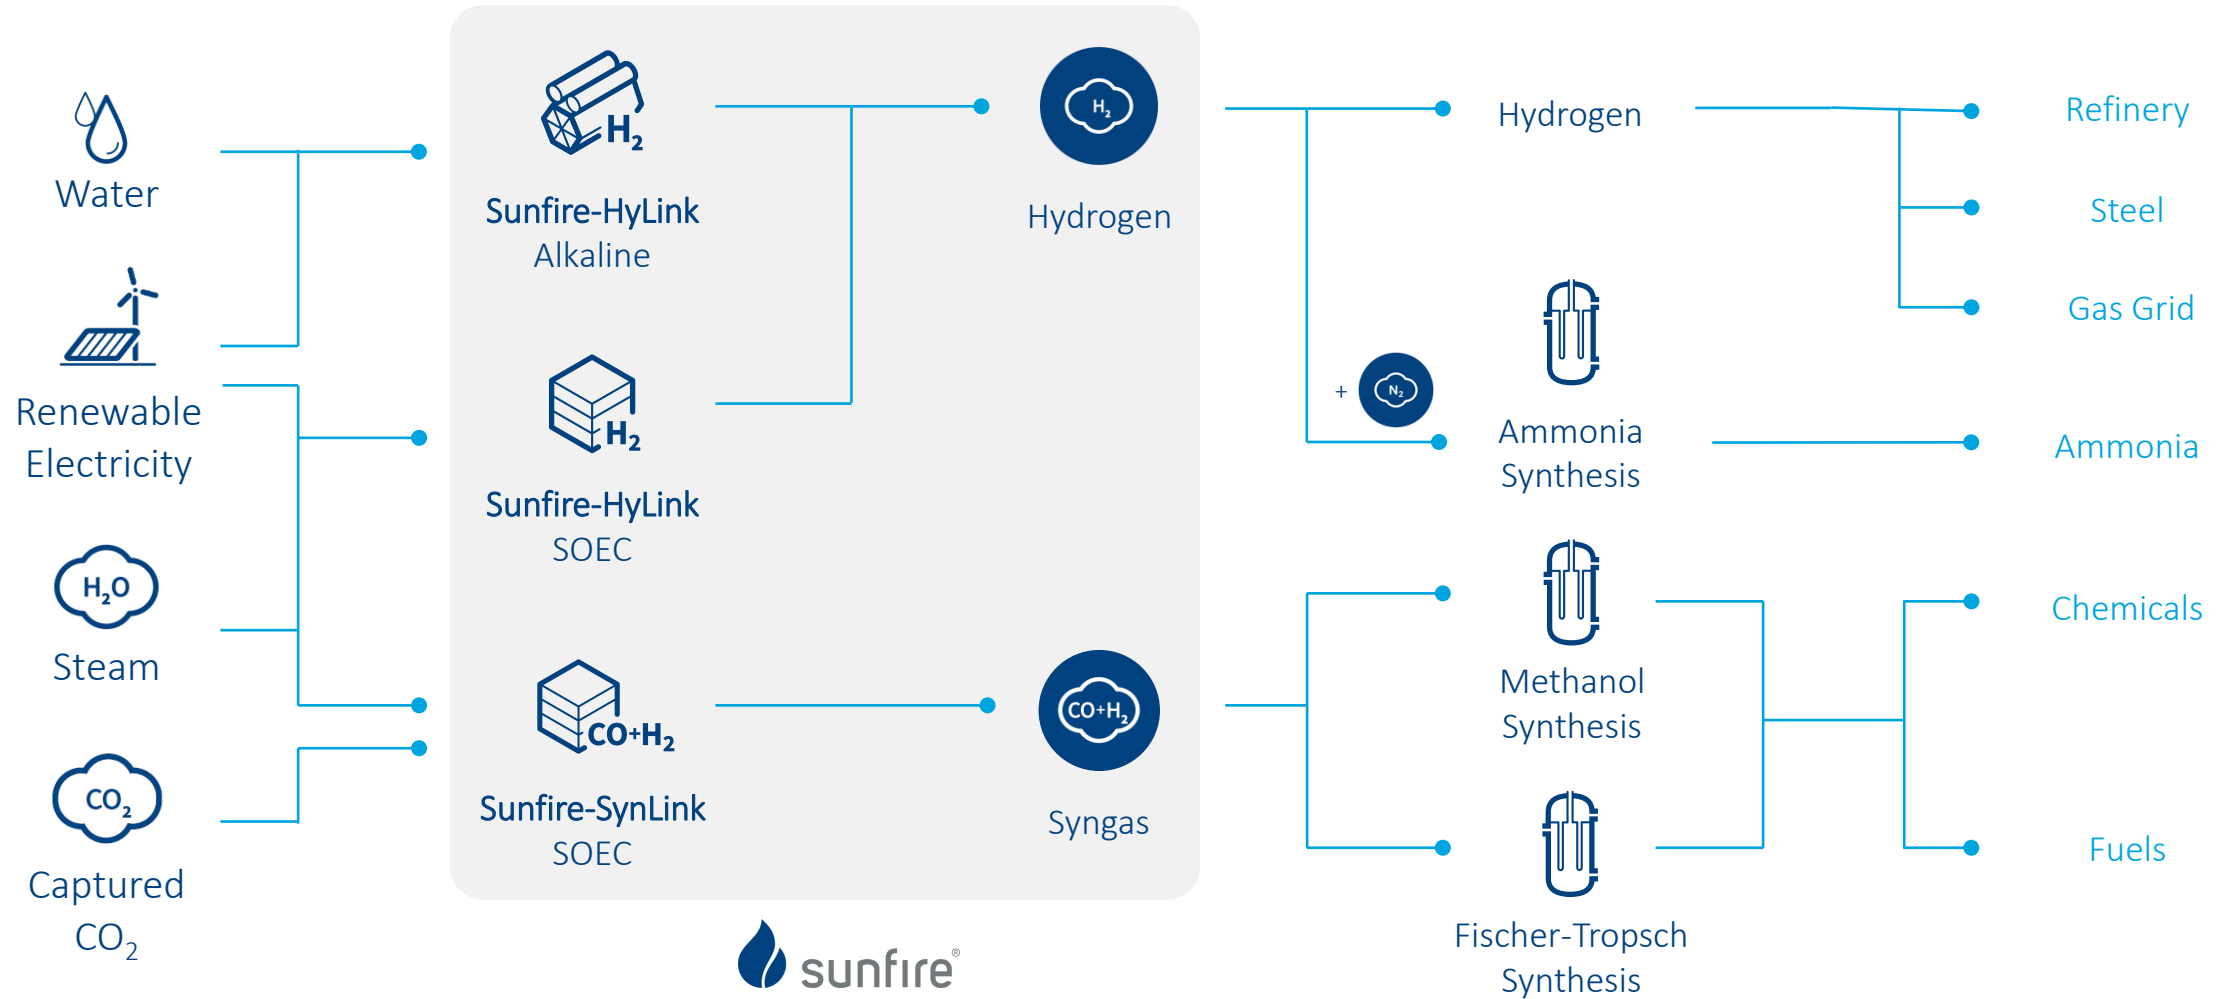 Water
Renewable
Electricity
H₂O
Steam
CO₂
Captured
CO₂
H₂
Sunfire-HyLink
Alkaline
H₂
Sunfire-HyLink
SOEC
CO+H₂
Sunfire-SynLink
SOEC
H₂
Hydrogen
CO+H₂
Syngas
sunfire®
Hydrogen
+ N₂
Ammonia
Synthesis
Methanol
Synthesis
Fischer-Tropsch
Synthesis
Refinery
Steel
Gas Grid
Ammonia
Chemicals
Fuels